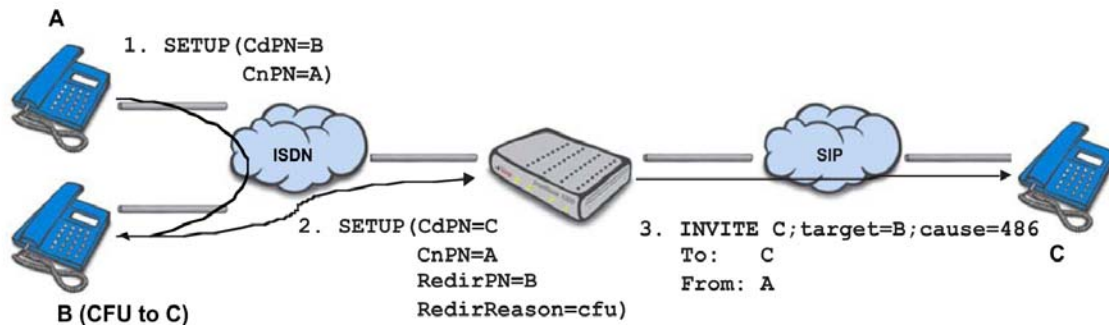 A
1. SETUP(CdPN=B
CnPN=A)
ISDN
SIP
2. SETUP(CdPN=C
CnPN=A
RedirPN=B
RedirReason=cfu)
3. INVITE C;target=B;cause=486
To: C
From: A
C
B (CFU to C)